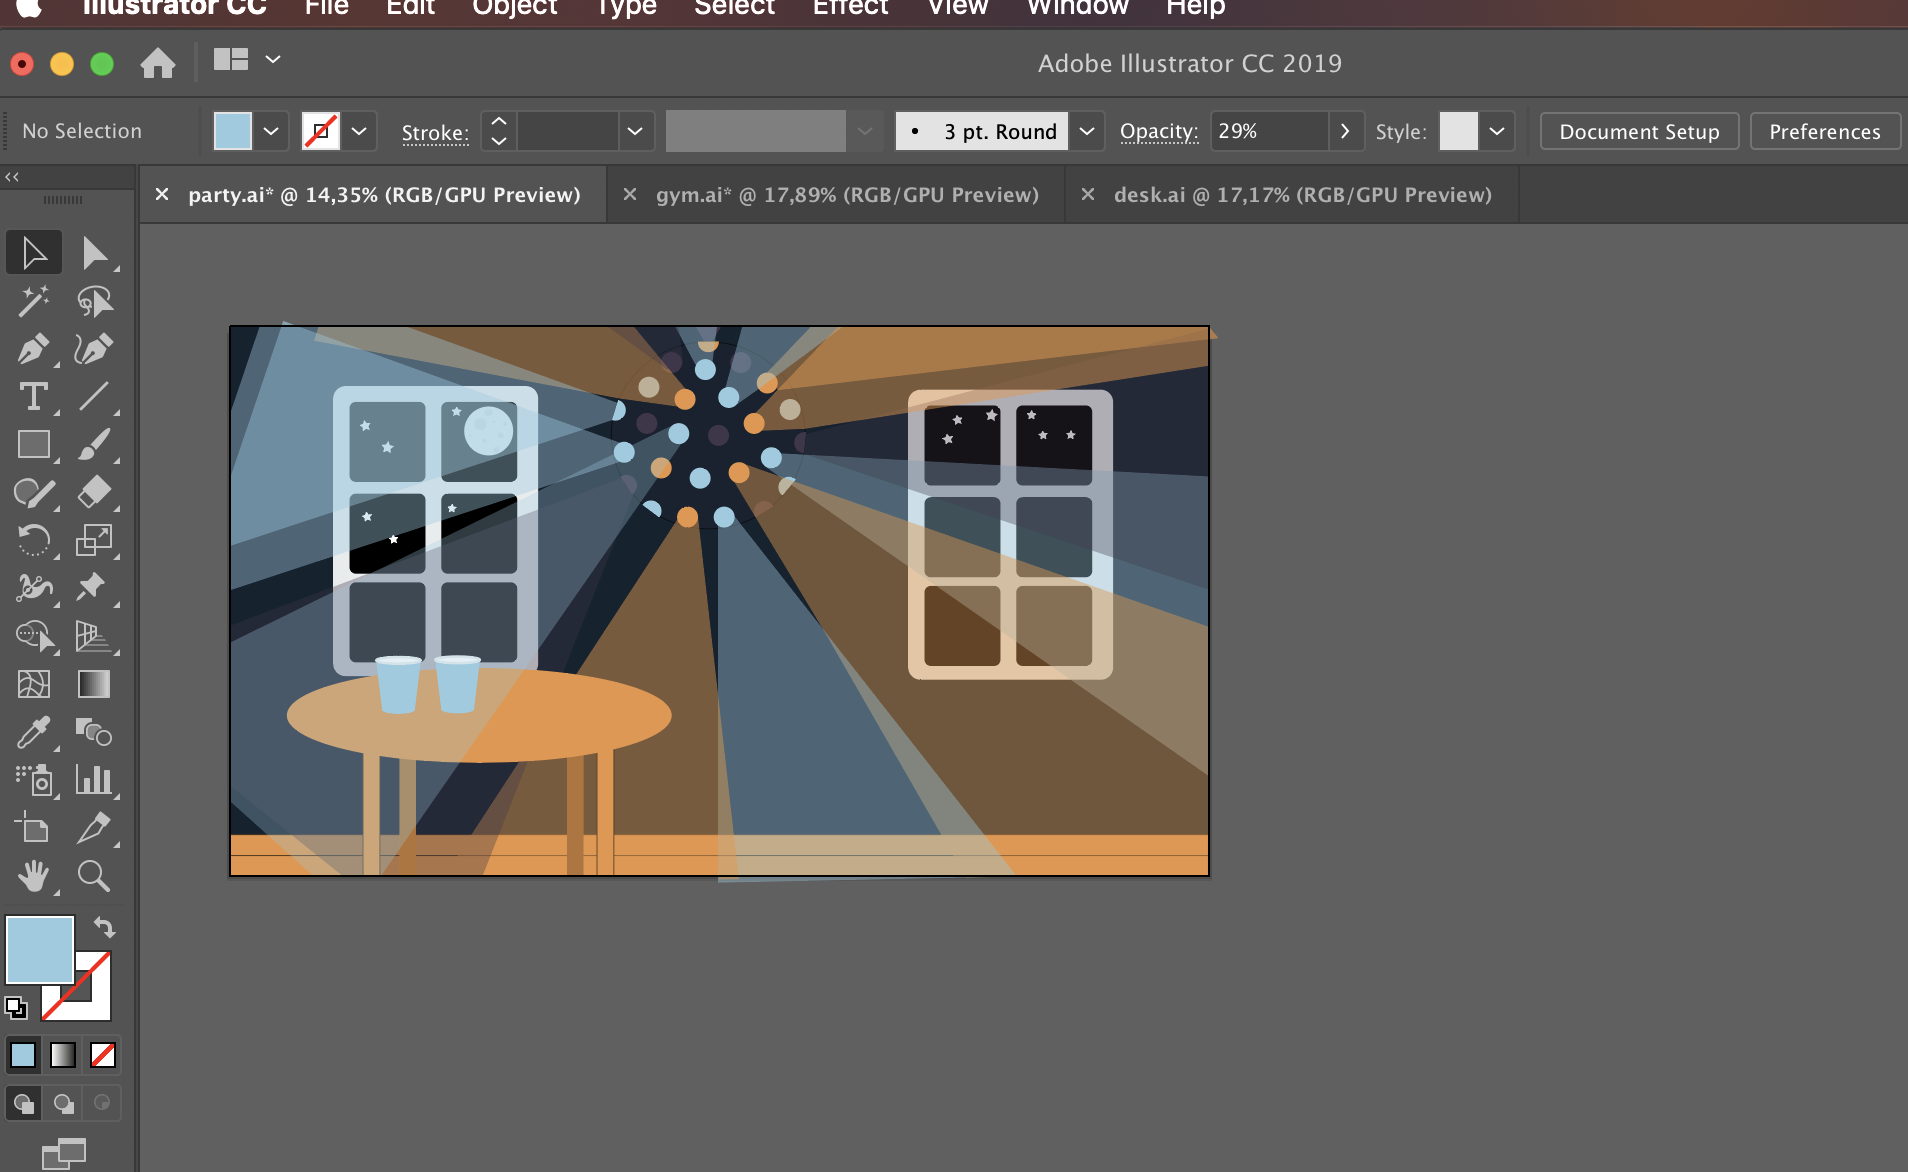 Illustrator CC File Edit Object Type Select Effect View Window Help
Adobe Illustrator CC 2019
No Selection Stroke: 3 pt. Round Opacity: 29% Style: Document Setup Preferences
party.ai* @ 14,35% (RGB/GPU Preview) gym.ai* @ 17,89% (RGB/GPU Preview) desk.ai @ 17,17% (RGB/GPU Preview)